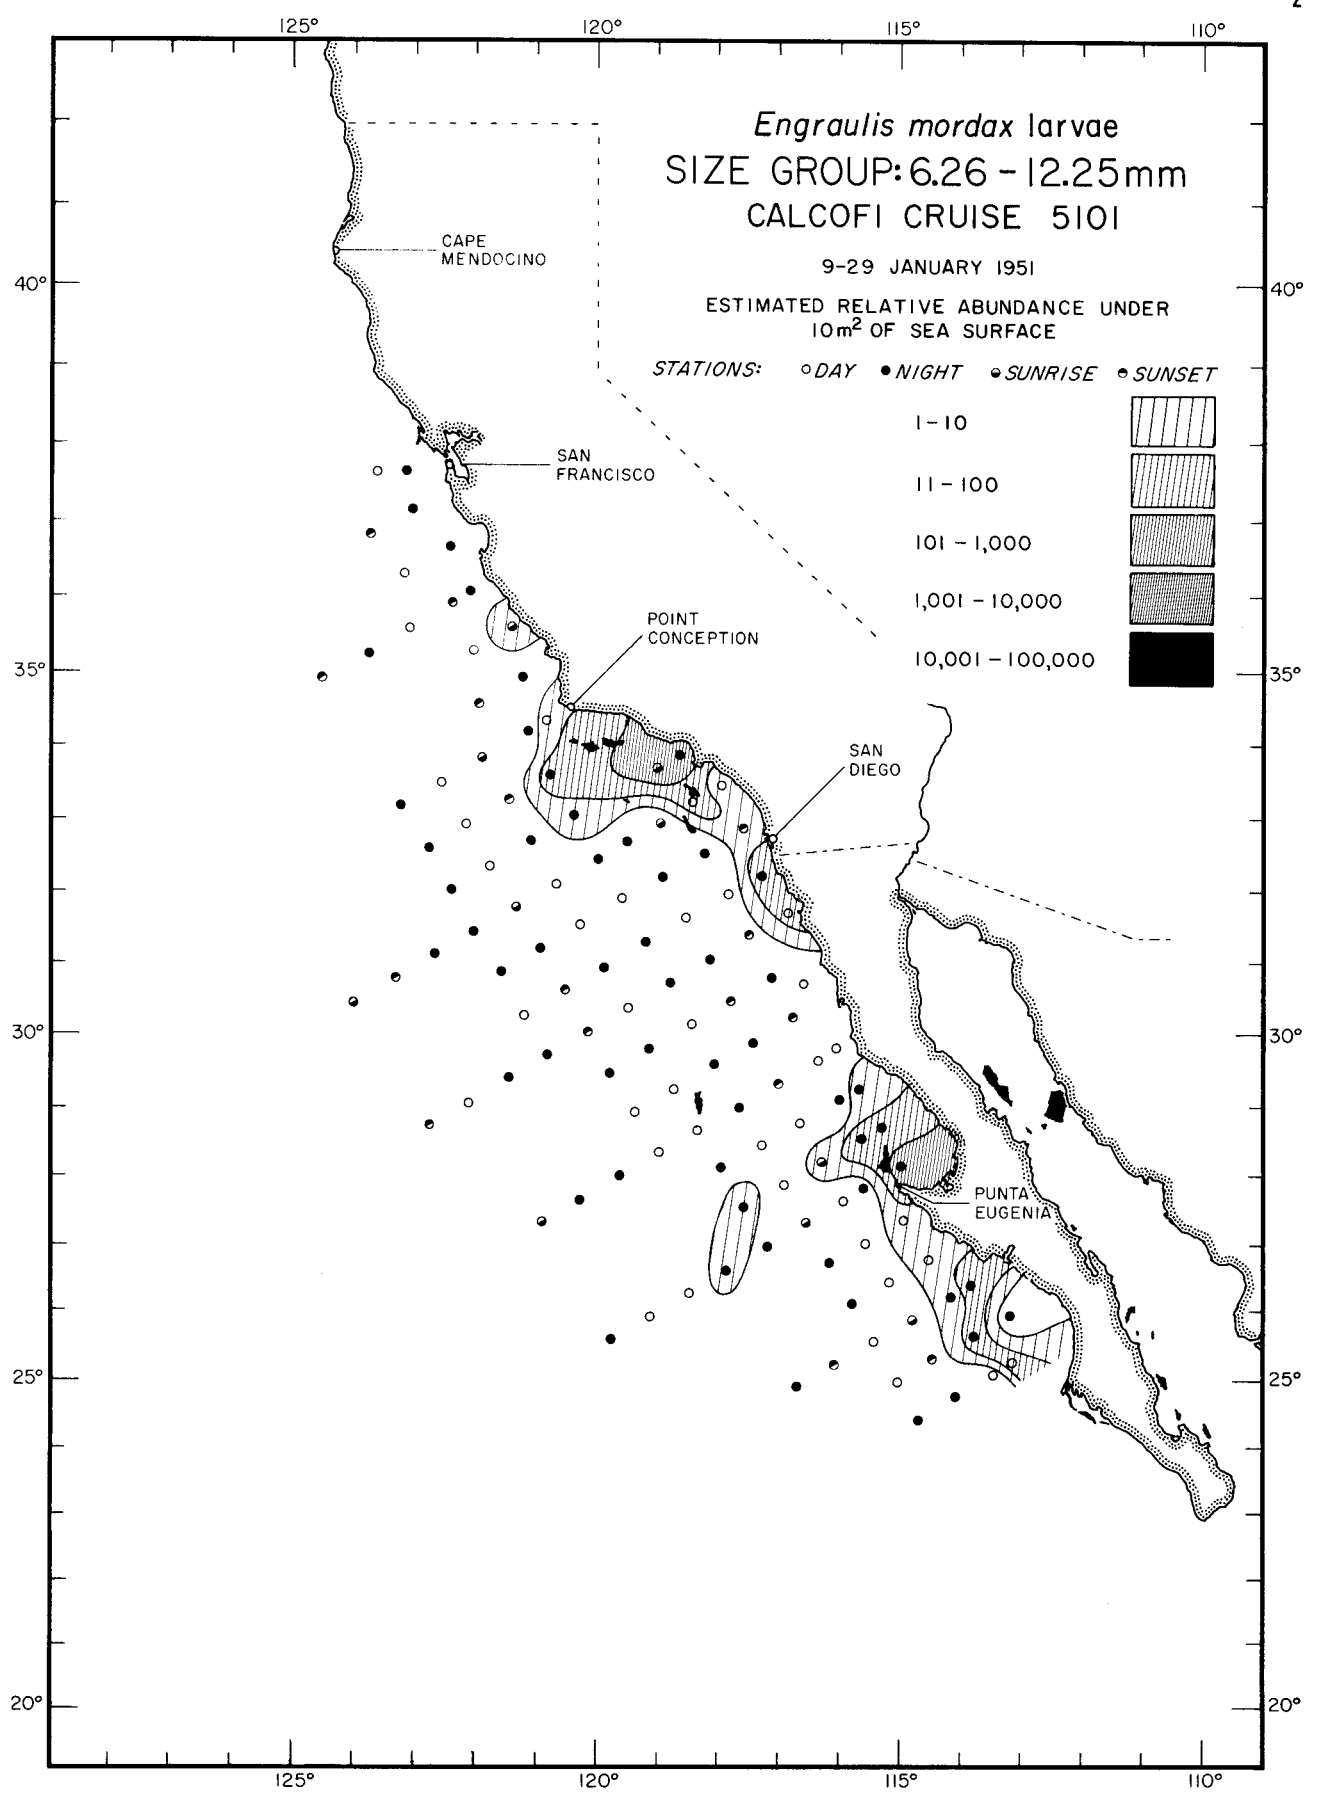 2
125°
120°
115°
110°
Engraulis mordax larvae
SIZE GROUP: 6.26 – 12.25mm
CALCOFI CRUISE 5101
9–29 JANUARY 1951
ESTIMATED RELATIVE ABUNDANCE UNDER
10m² OF SEA SURFACE
STATIONS: DAY NIGHT SUNRISE SUNSET
1–10
11–100
101–1,000
1,001–10,000
10,001–100,000
CAPE
MENDOCINO
40°
40°
SAN
FRANCISCO
POINT
CONCEPTION
35°
35°
SAN
DIEGO
30°
30°
PUNTA
EUGENIA
25°
25°
20°
20°
125°
120°
115°
110°